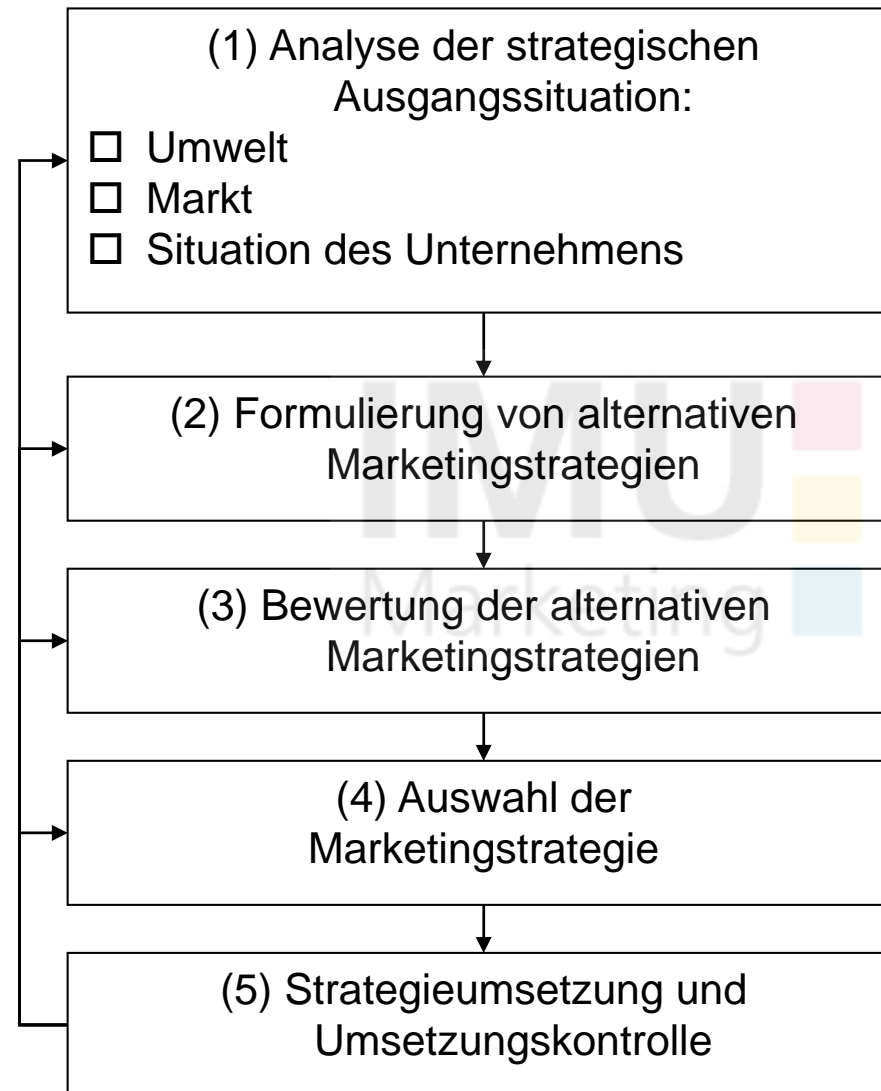 (1) Analyse der strategischen
Ausgangssituation:
☐ Umwelt
☐ Markt
☐ Situation des Unternehmens
(2) Formulierung von alternativen
Marketingstrategien
(3) Bewertung der alternativen
Marketingstrategien
(4) Auswahl der
Marketingstrategie
(5) Strategieumsetzung und
Umsetzungskontrolle
IMU
Marketing